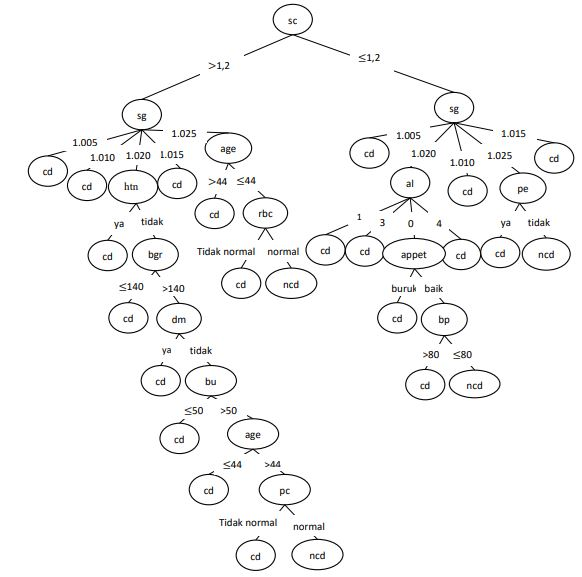 sc
>1,2 ≤1,2
sg sg
1.005 1.010 1.020 1.015 1.025 1.005 1.020 1.010 1.025 1.015
cd cd htn cd age cd al cd pe cd
ya tidak >44 ≤44 1 3 0 4 ya tidak
cd bgr cd rbc cd cd appet cd cd ncd
≤140 >140 Tidak normal normal buruk baik
cd dm cd ncd cd bp
ya tidak >80 ≤80
cd bu cd ncd
≤50 >50
cd age
≤44 >44
cd pc
Tidak normal normal
cd ncd